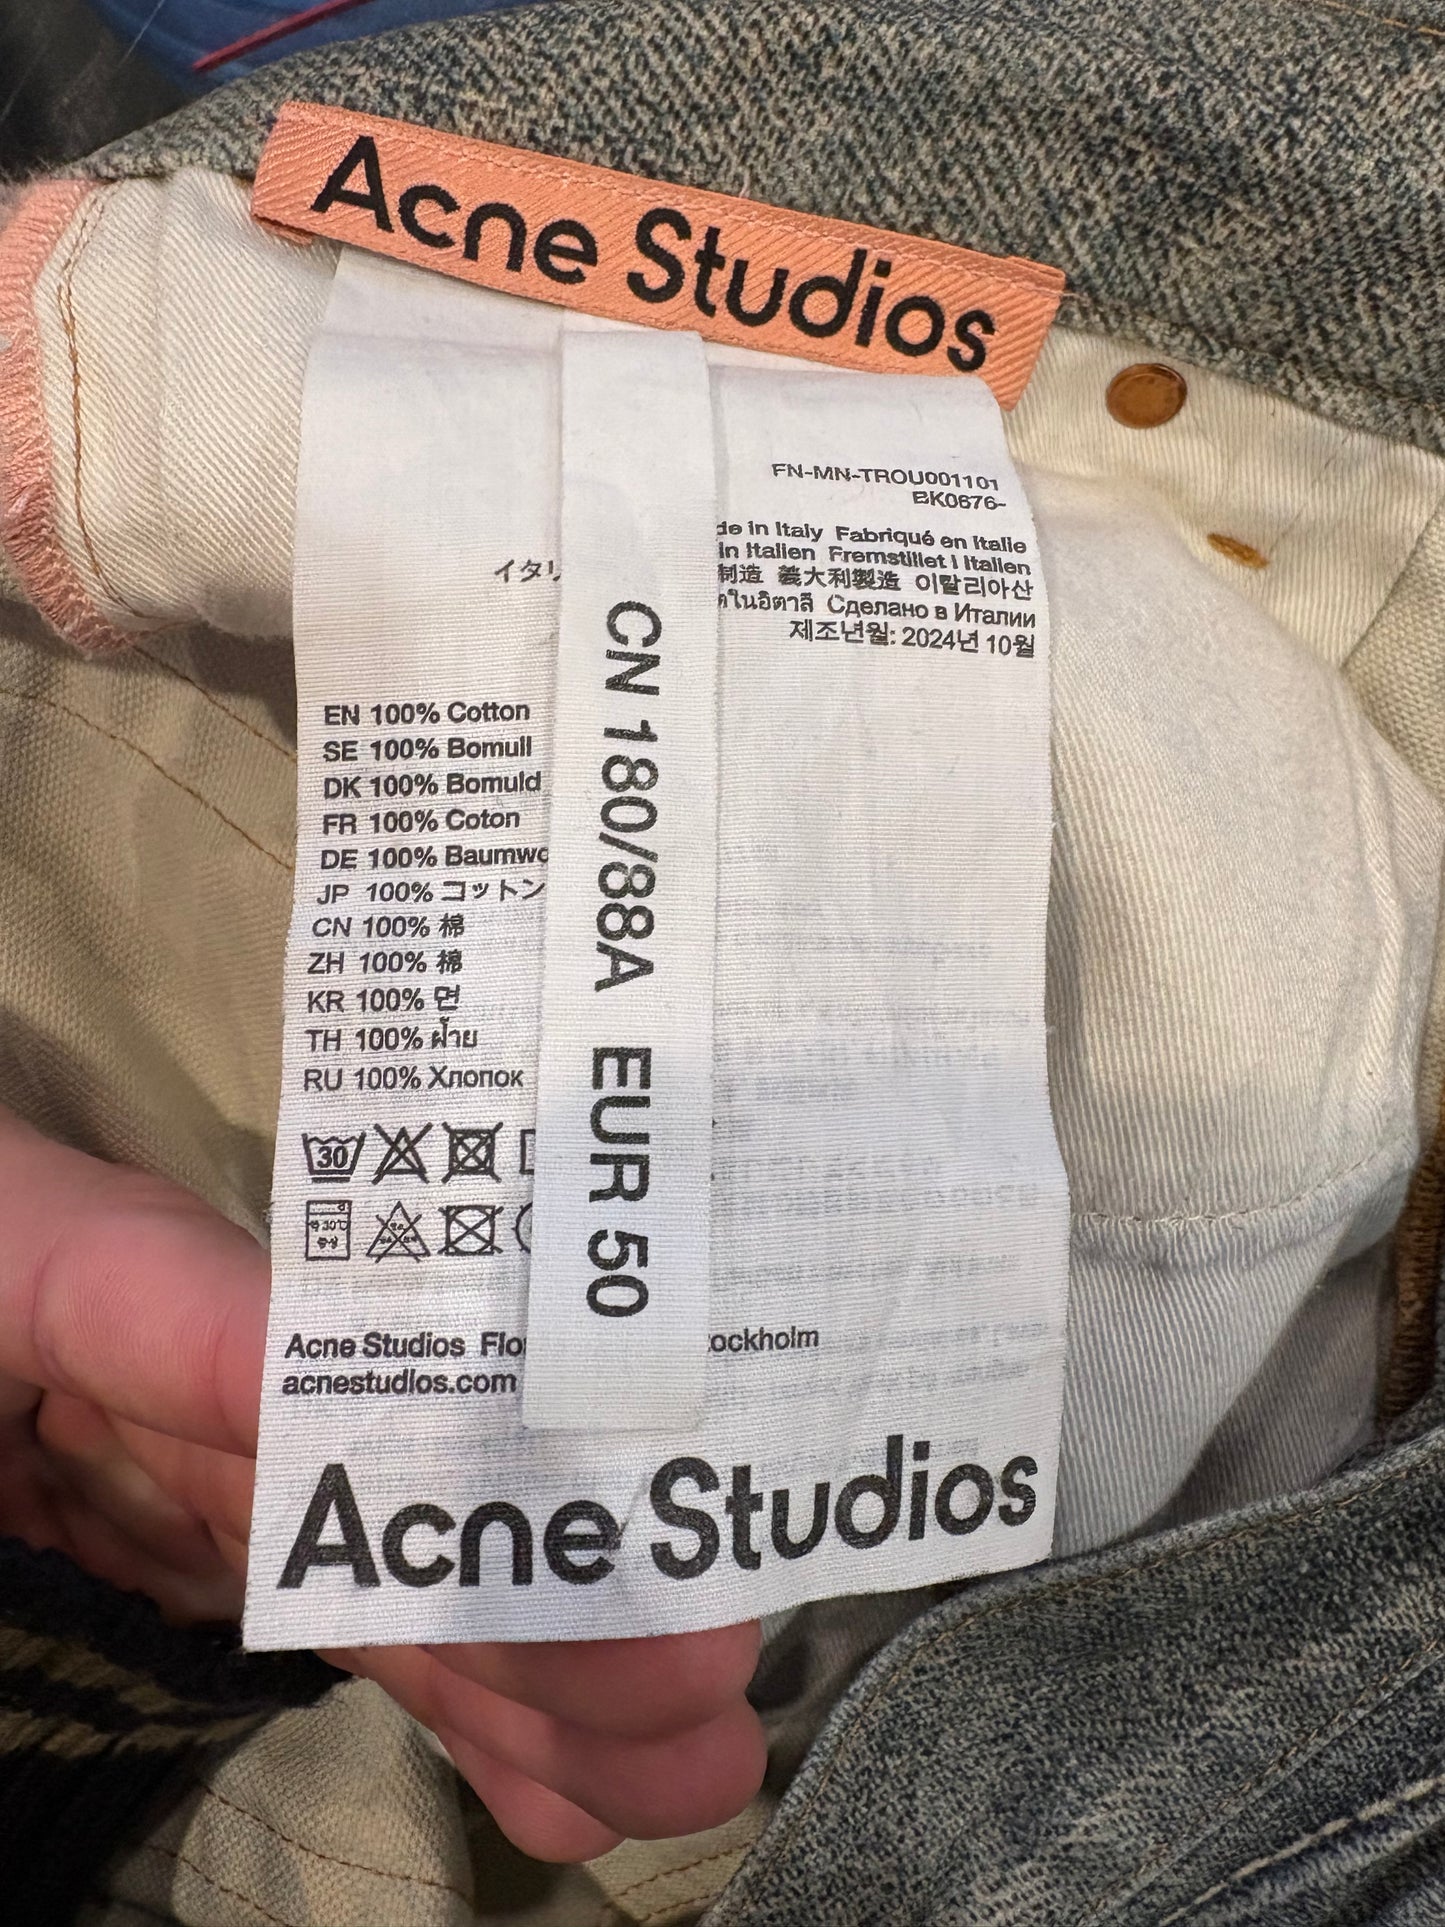 Acne Studios
FN-MN-TROU001101
BK0676-
de in Italy Fabriqué en Italie
in Italien Fremstillet i Italien
イタリ
制造 義大利製造 이탈리아산
ในอิตาลี Сделано в Италии
제조년월: 2024년 10월
CN 180/88A EUR 50
EN 100% Cotton
SE 100% Bomull
DK 100% Bomuld
FR 100% Coton
DE 100% Baumwo
JP 100% コットン
CN 100% 棉
ZH 100% 棉
KR 100% 면
TH 100% ฝ้าย
RU 100% Хлопок
30
Acne Studios Flo
ockholm
acnestudios.com
Acne Studios